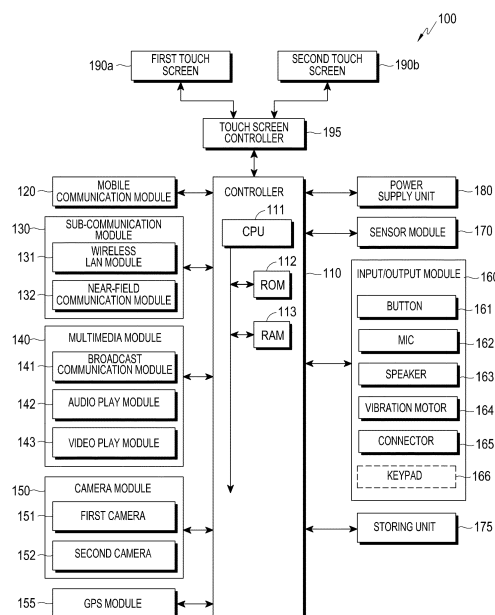 100
190a
FIRST TOUCH
SCREEN
SECOND TOUCH
SCREEN
190b
TOUCH SCREEN
CONTROLLER
195
120
MOBILE
COMMUNICATION MODULE
130
SUB-COMMUNICATION
MODULE
131
WIRELESS
LAN MODULE
132
NEAR-FIELD
COMMUNICATION MODULE
140
MULTIMEDIA MODULE
141
BROADCAST
COMMUNICATION MODULE
142
AUDIO PLAY MODULE
143
VIDEO PLAY MODULE
150
CAMERA MODULE
151
FIRST CAMERA
152
SECOND CAMERA
155
GPS MODULE
CONTROLLER
111
CPU
112
ROM
113
RAM
110
POWER
SUPPLY UNIT
180
SENSOR MODULE
170
INPUT/OUTPUT MODULE
160
BUTTON
161
MIC
162
SPEAKER
163
VIBRATION MOTOR
164
CONNECTOR
165
KEYPAD
166
STORING UNIT
175